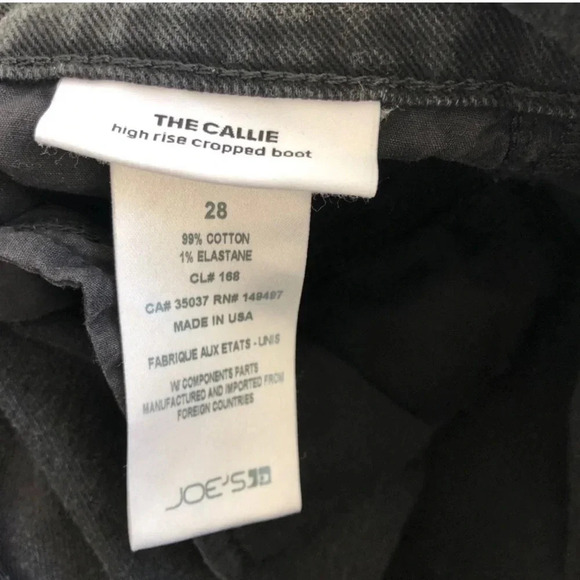 THE CALLIE
high rise cropped boot
28
99% COTTON
1% ELASTANE
CL# 168
CA# 35037 RN# 149497
MADE IN USA
FABRIQUE AUX ETATS - UNIS
W/ COMPONENTS PARTS
MANUFACTURED AND IMPORTED FROM
FOREIGN COUNTRIES
JOE'S